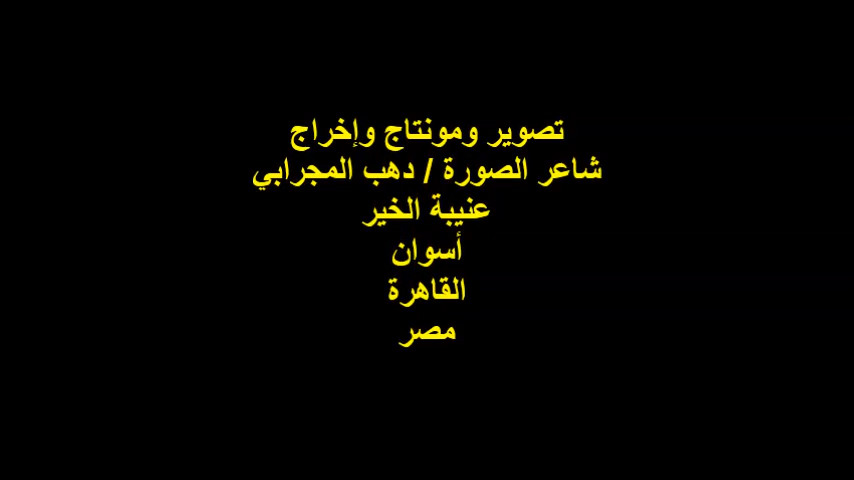 تصوير ومونتاج وإخراج
شاعر الصورة / دهب المجرابي
عنيبة الخير
أسوان
القاهرة
مصر